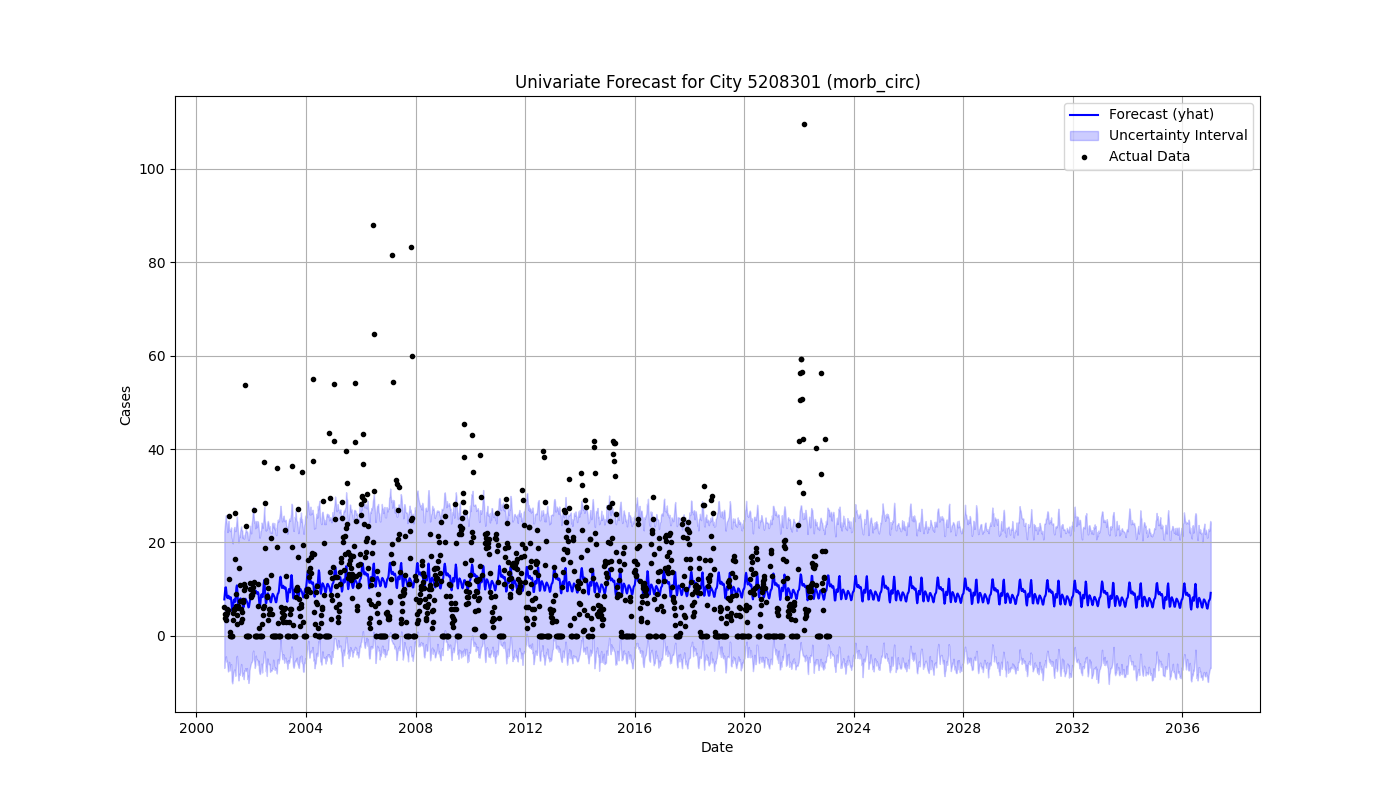 Univariate Forecast for City 5208301 (morb_circ)
Forecast (yhat)
Uncertainty Interval
Actual Data
100
80
60
40
20
0
Cases
2000 2004 2008 2012 2016 2020 2024 2028 2032 2036
Date